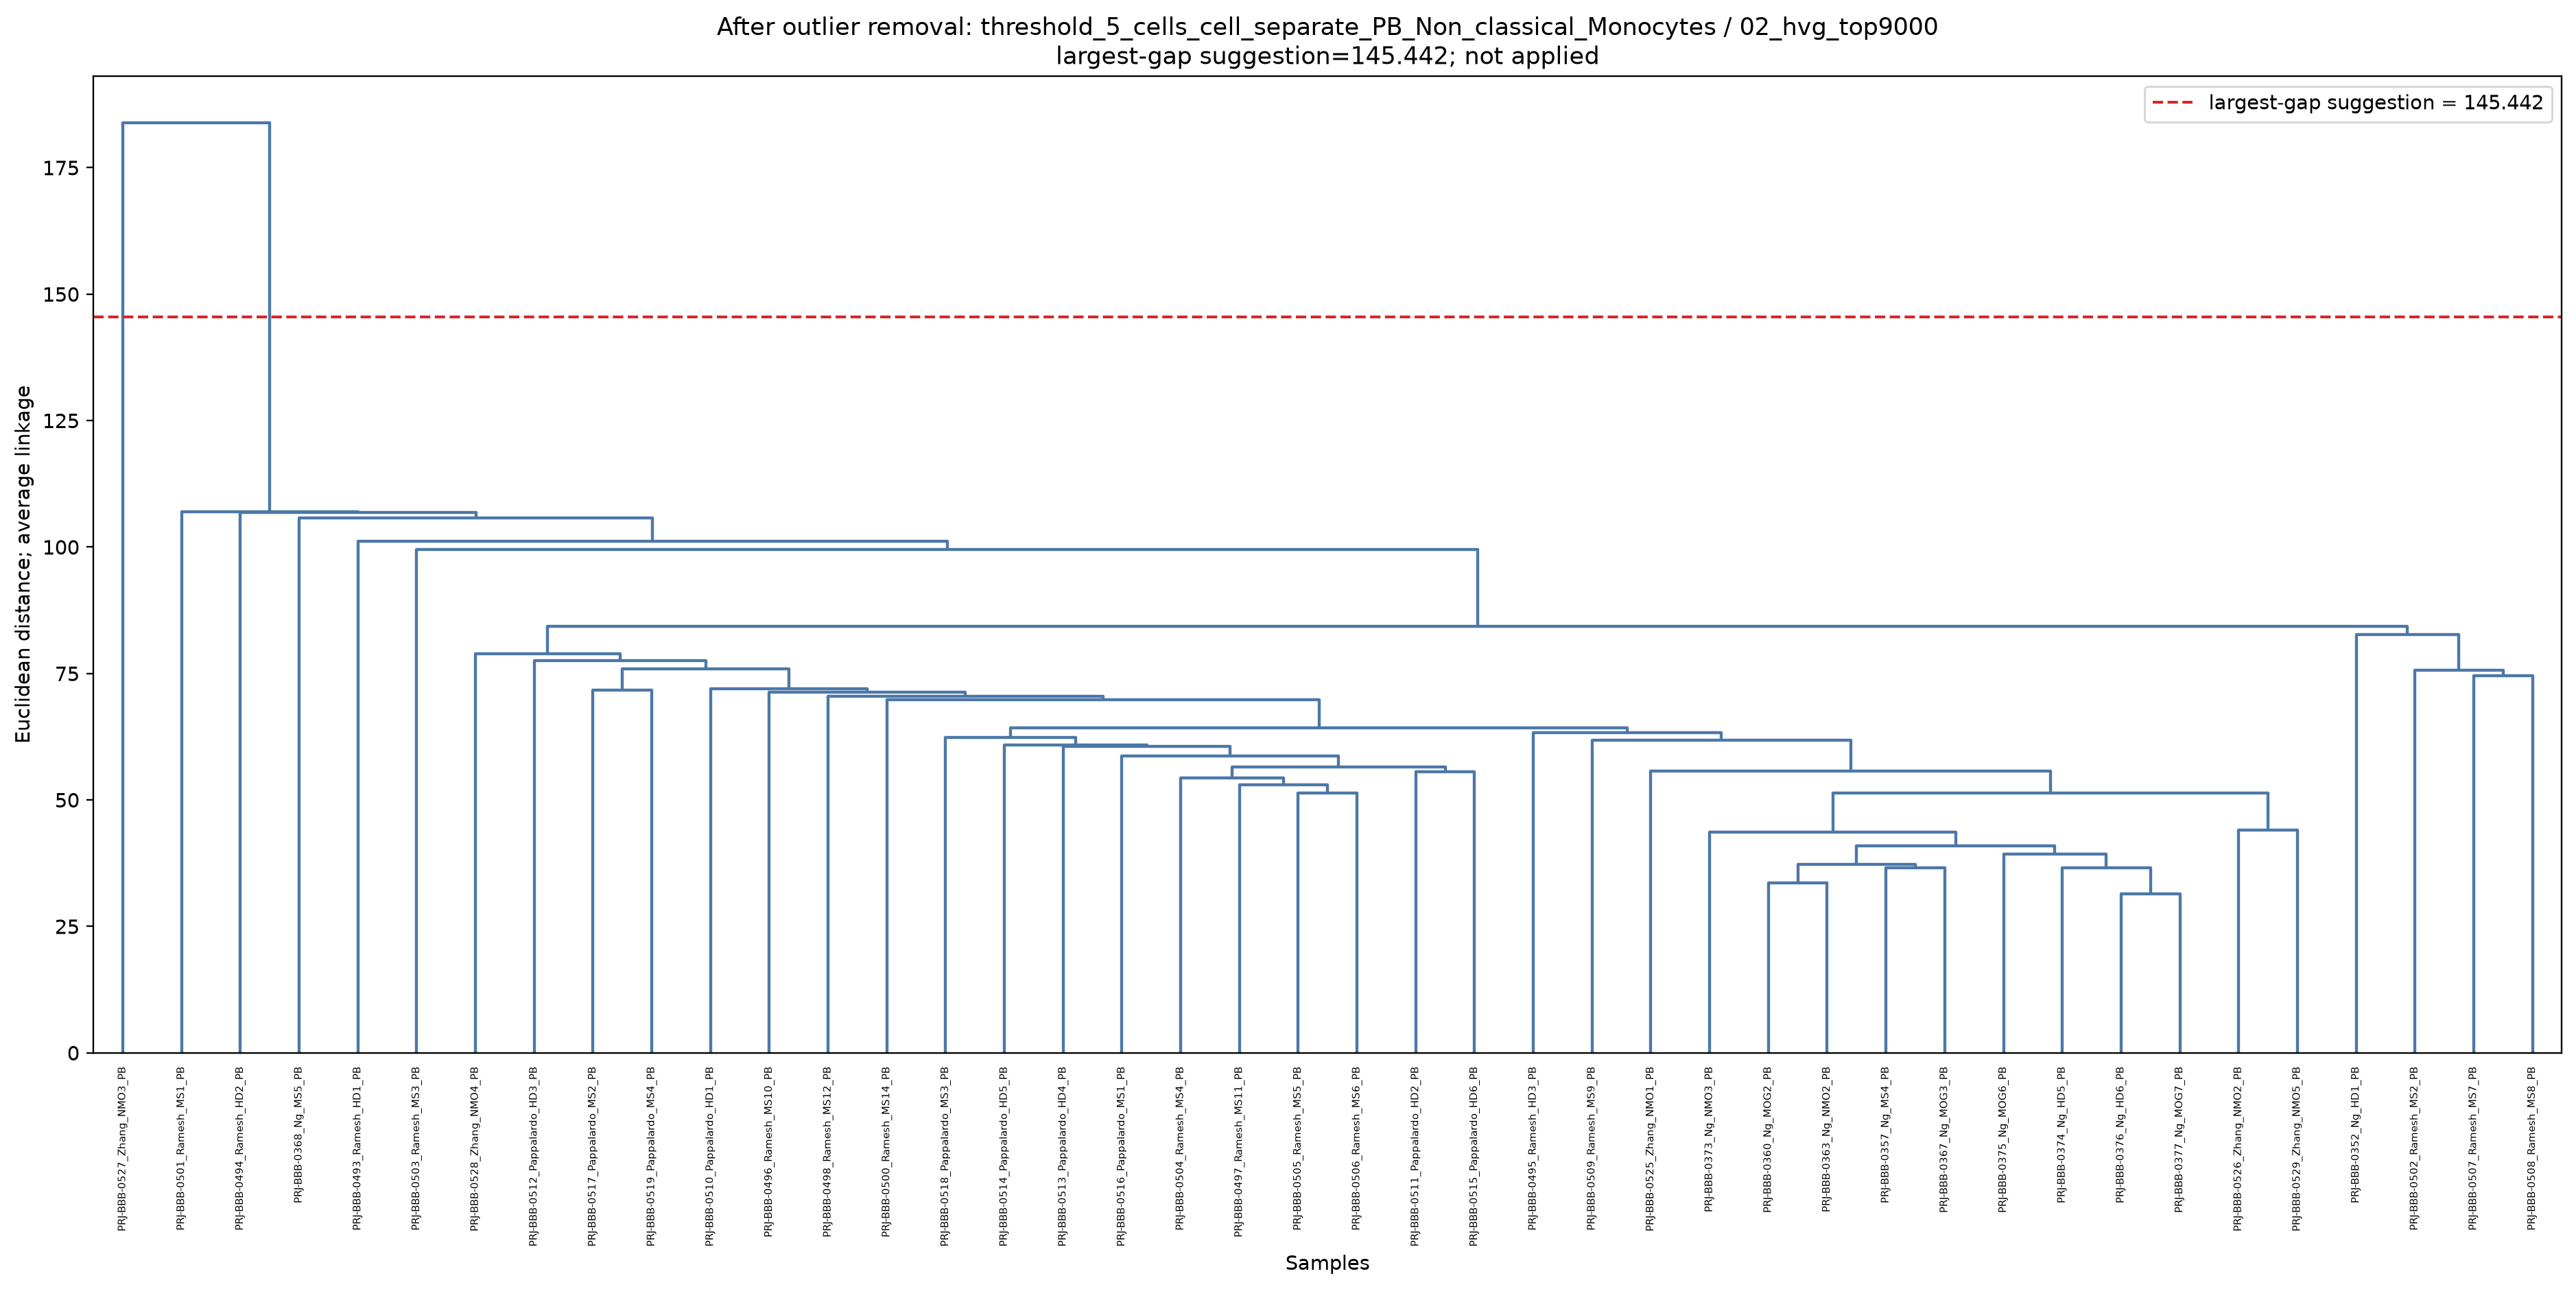 After outlier removal: threshold_5_cells_cell_separate_PB_Non_classical_Monocytes / 02_hvg_top9000
largest-gap suggestion=145.442; not applied
largest-gap suggestion = 145.442
Euclidean distance; average linkage
175
150
125
100
75
50
25
0
PRJ-BBB-0527_Zhang_NMO3_PB
PRJ-BBB-0501_Ramesh_MS1_PB
PRJ-BBB-0494_Ramesh_HD2_PB
PRJ-BBB-0368_Ng_MS5_PB
PRJ-BBB-0493_Ramesh_HD1_PB
PRJ-BBB-0503_Ramesh_MS3_PB
PRJ-BBB-0528_Zhang_NMO4_PB
PRJ-BBB-0512_Pappalardo_HD3_PB
PRJ-BBB-0517_Pappalardo_MS2_PB
PRJ-BBB-0519_Pappalardo_MS4_PB
PRJ-BBB-0510_Pappalardo_HD1_PB
PRJ-BBB-0496_Ramesh_MS10_PB
PRJ-BBB-0498_Ramesh_MS12_PB
PRJ-BBB-0500_Ramesh_MS14_PB
PRJ-BBB-0518_Pappalardo_MS3_PB
PRJ-BBB-0514_Pappalardo_HD5_PB
PRJ-BBB-0513_Pappalardo_HD4_PB
PRJ-BBB-0516_Pappalardo_MS1_PB
PRJ-BBB-0504_Ramesh_MS4_PB
PRJ-BBB-0497_Ramesh_MS11_PB
PRJ-BBB-0505_Ramesh_MS5_PB
PRJ-BBB-0506_Ramesh_MS6_PB
PRJ-BBB-0511_Pappalardo_HD2_PB
PRJ-BBB-0515_Pappalardo_HD6_PB
PRJ-BBB-0495_Ramesh_HD3_PB
PRJ-BBB-0509_Ramesh_MS9_PB
PRJ-BBB-0525_Zhang_NMO1_PB
PRJ-BBB-0373_Ng_NMO3_PB
PRJ-BBB-0360_Ng_MOG2_PB
PRJ-BBB-0363_Ng_NMO2_PB
PRJ-BBB-0357_Ng_MS4_PB
PRJ-BBB-0367_Ng_MOG3_PB
PRJ-BBB-0375_Ng_MOG6_PB
PRJ-BBB-0374_Ng_HD5_PB
PRJ-BBB-0376_Ng_HD6_PB
PRJ-BBB-0377_Ng_MOG7_PB
PRJ-BBB-0526_Zhang_NMO2_PB
PRJ-BBB-0529_Zhang_NMO5_PB
PRJ-BBB-0352_Ng_HD1_PB
PRJ-BBB-0502_Ramesh_MS2_PB
PRJ-BBB-0507_Ramesh_MS7_PB
PRJ-BBB-0508_Ramesh_MS8_PB
Samples